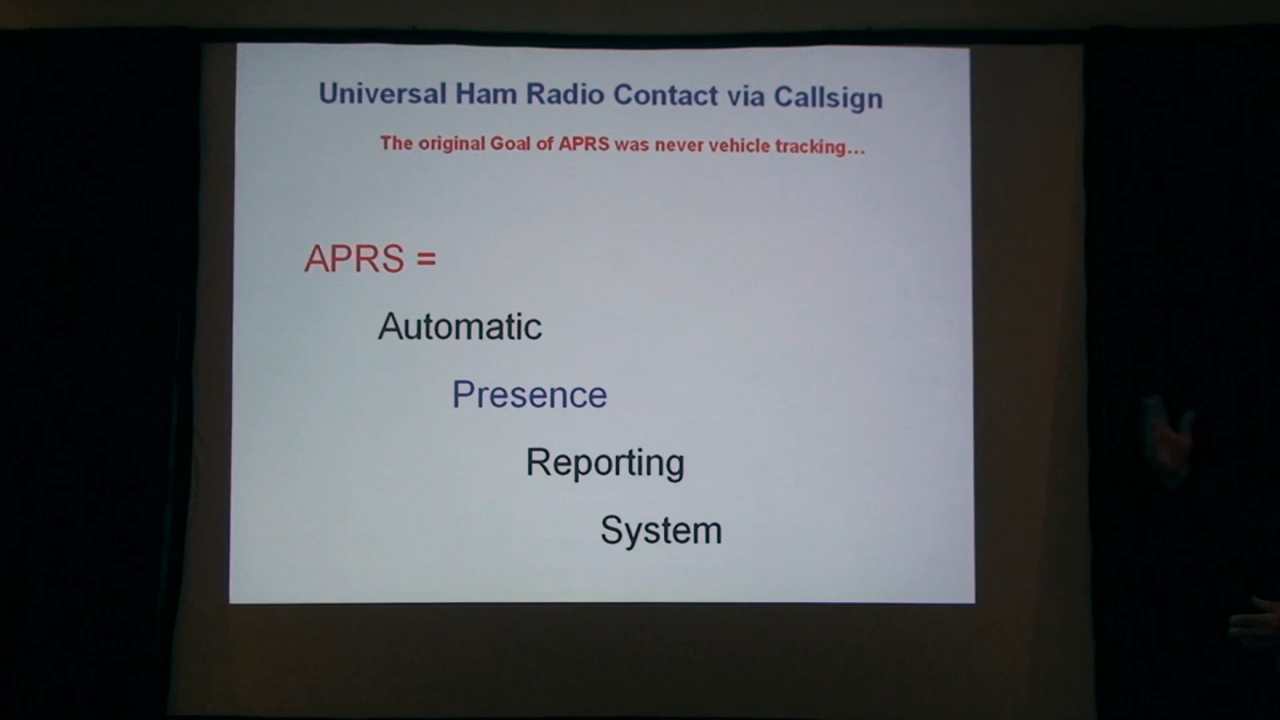 Universal Ham Radio Contact via Callsign
The original Goal of APRS was never vehicle tracking...
APRS =
Automatic
Presence
Reporting
System